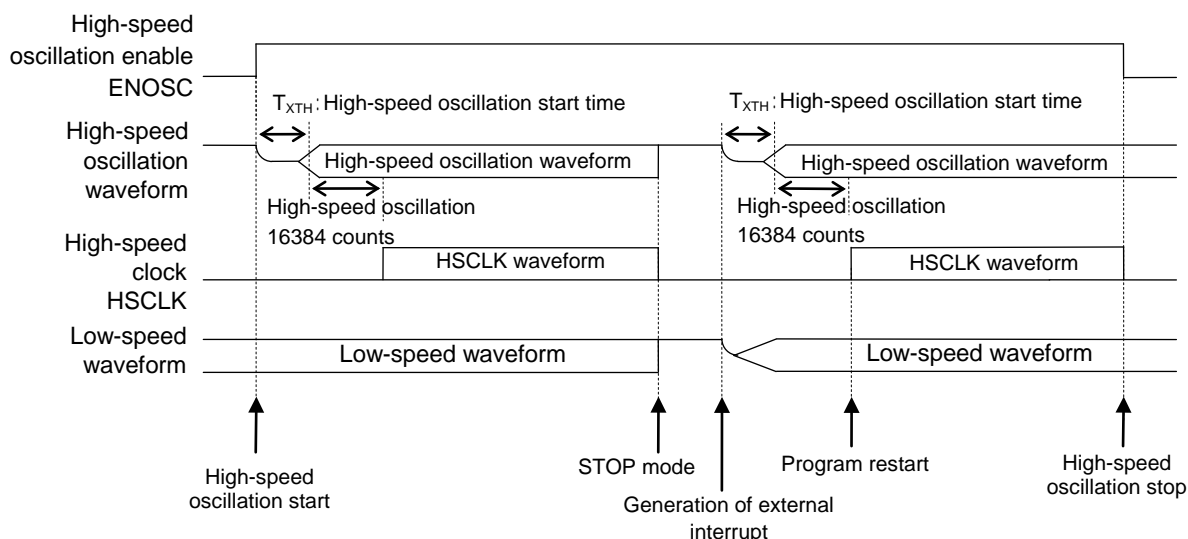 High-speed
oscillation enable
ENOSC
TXTH : High-speed oscillation start time
TXTH : High-speed oscillation start time
High-speed
oscillation
waveform
High-speed oscillation waveform
High-speed oscillation waveform
High-speed oscillation
16384 counts
High-speed oscillation
16384 counts
High-speed
clock
HSCLK
HSCLK waveform
HSCLK waveform
Low-speed
waveform
Low-speed waveform
Low-speed waveform
High-speed
oscillation start
STOP mode
Generation of external
interrupt
Program restart
High-speed
oscillation stop